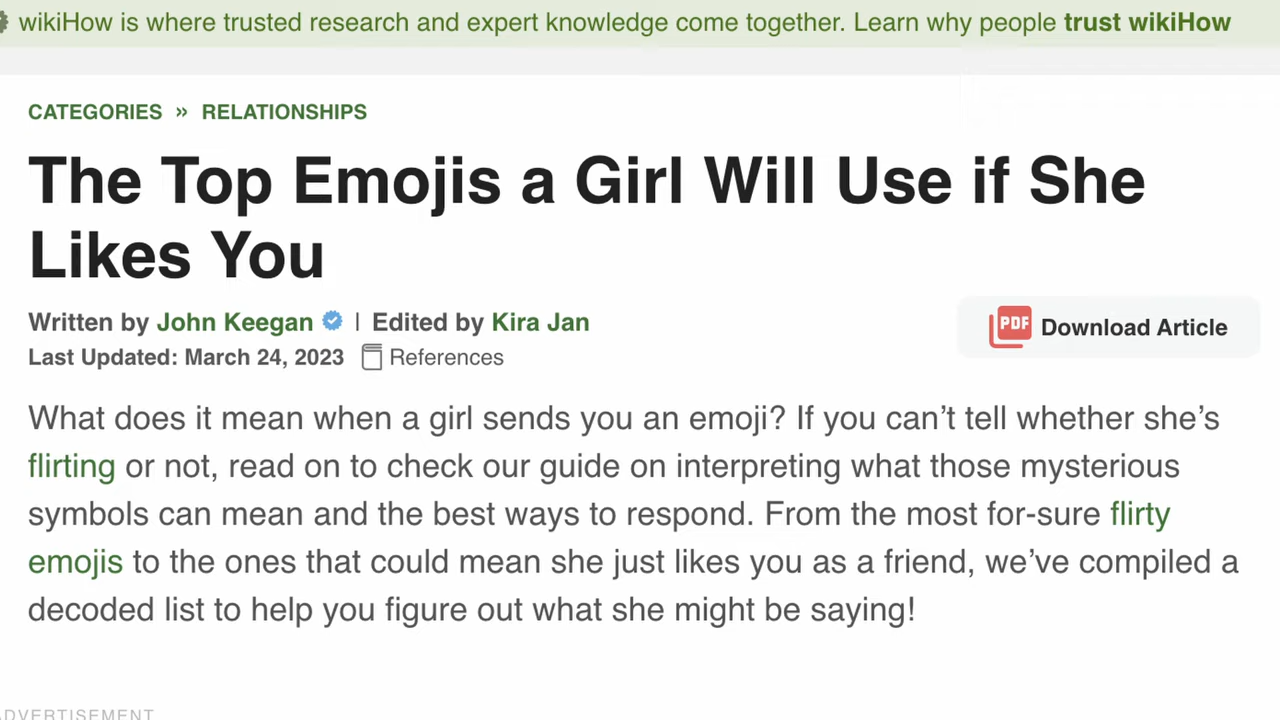 wikiHow is where trusted research and expert knowledge come together. Learn why people trust wikiHow
CATEGORIES » RELATIONSHIPS
The Top Emojis a Girl Will Use if She
Likes You
Written by John Keegan | Edited by Kira Jan
Last Updated: March 24, 2023 References
PDF Download Article
What does it mean when a girl sends you an emoji? If you can’t tell whether she’s
flirting or not, read on to check our guide on interpreting what those mysterious
symbols can mean and the best ways to respond. From the most for-sure flirty
emojis to the ones that could mean she just likes you as a friend, we’ve compiled a
decoded list to help you figure out what she might be saying!
ADVERTISEMENT